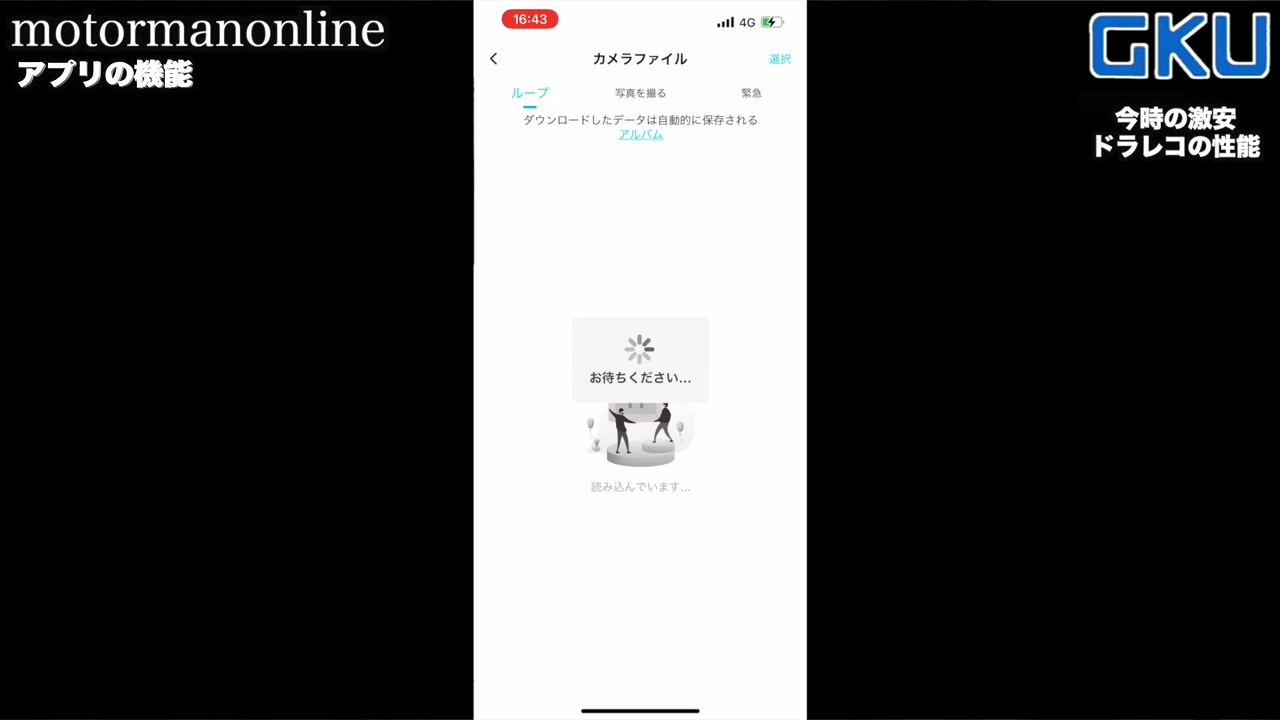 motormanonline
アプリの機能
GKU
今時の激安
ドラレコの性能
16:43
4G
カメラファイル
選択
ループ
写真を撮る
緊急
ダウンロードしたデータは自動的に保存される
アルバム
お待ちください...
読み込んでいます...